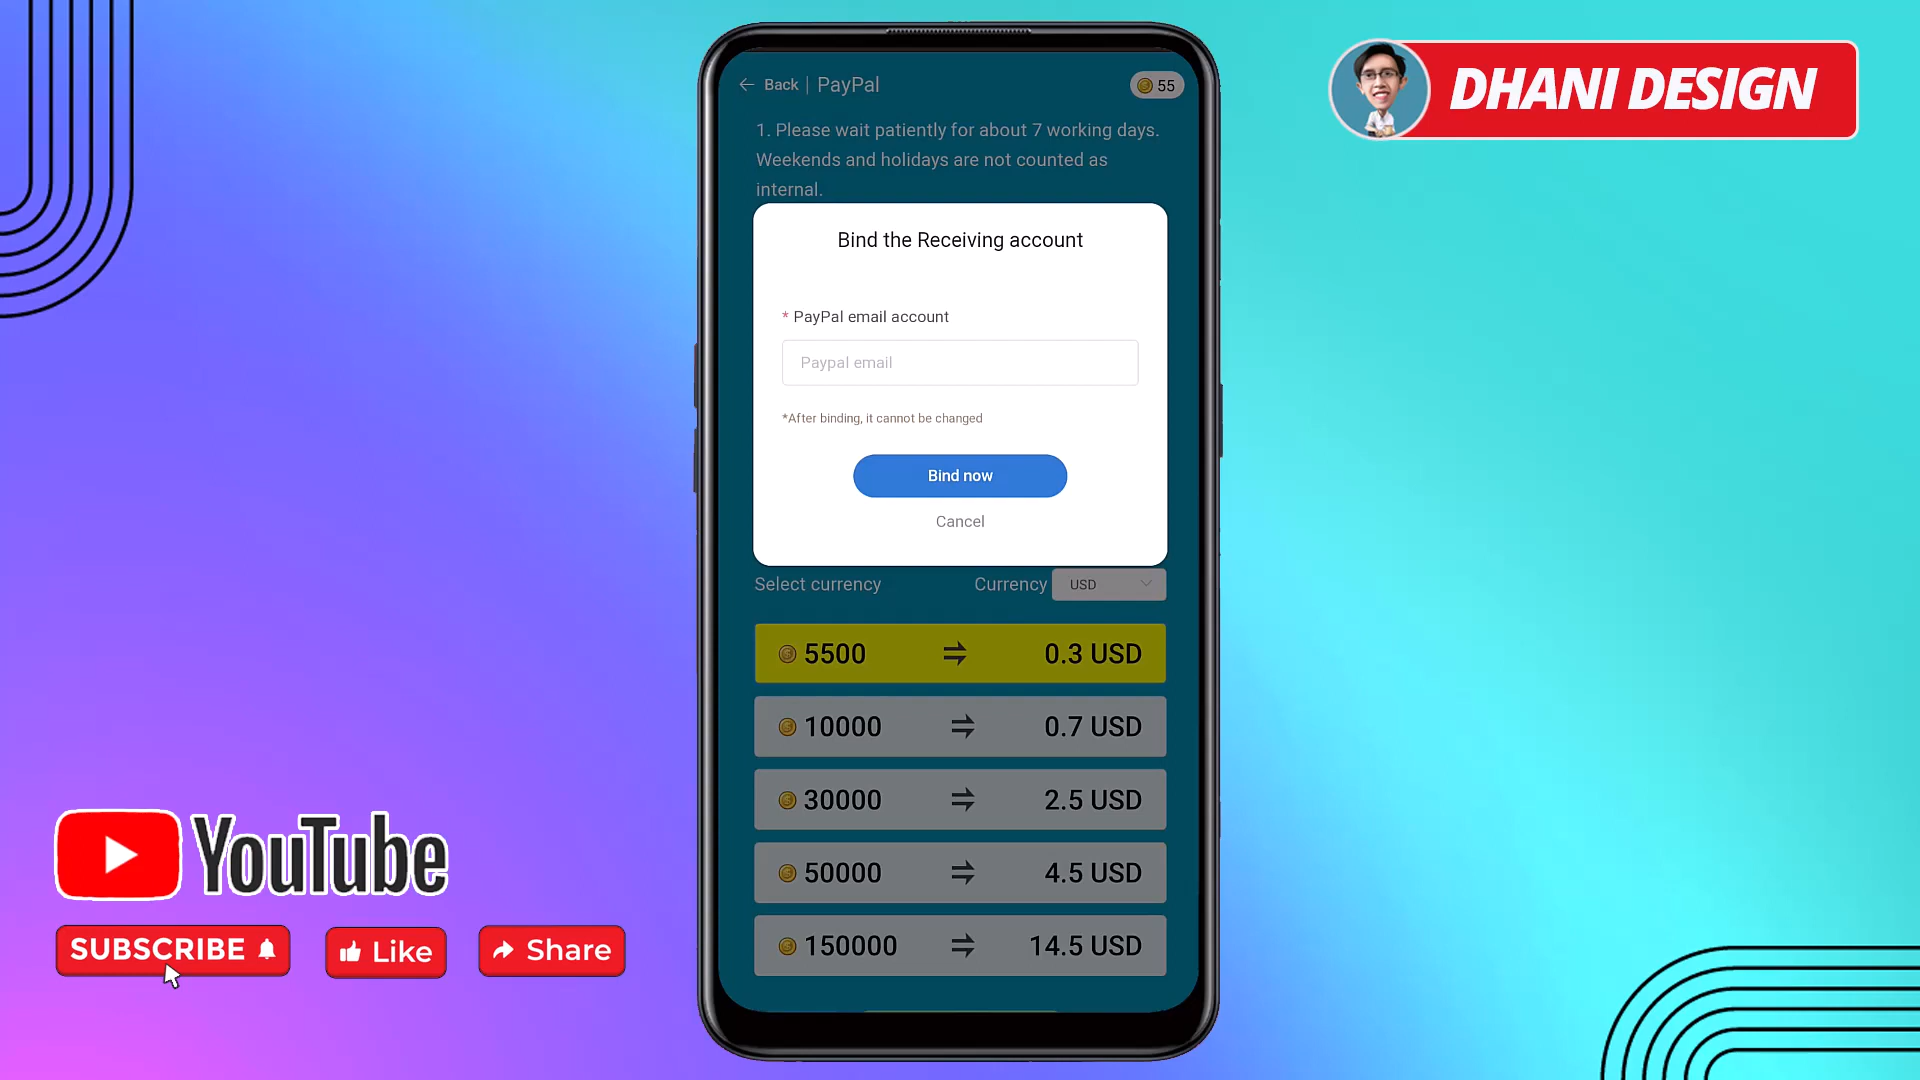 ← Back | PayPal
55
DHANI DESIGN
1. Please wait patiently for about 7 working days.
Weekends and holidays are not counted as
internal.
Bind the Receiving account
* PayPal email account
Paypal email
*After binding, it cannot be changed
Bind now
Cancel
Select currency
Currency USD
5500 0.3 USD
10000 0.7 USD
30000 2.5 USD
50000 4.5 USD
150000 14.5 USD
YouTube
SUBSCRIBE
Like
Share